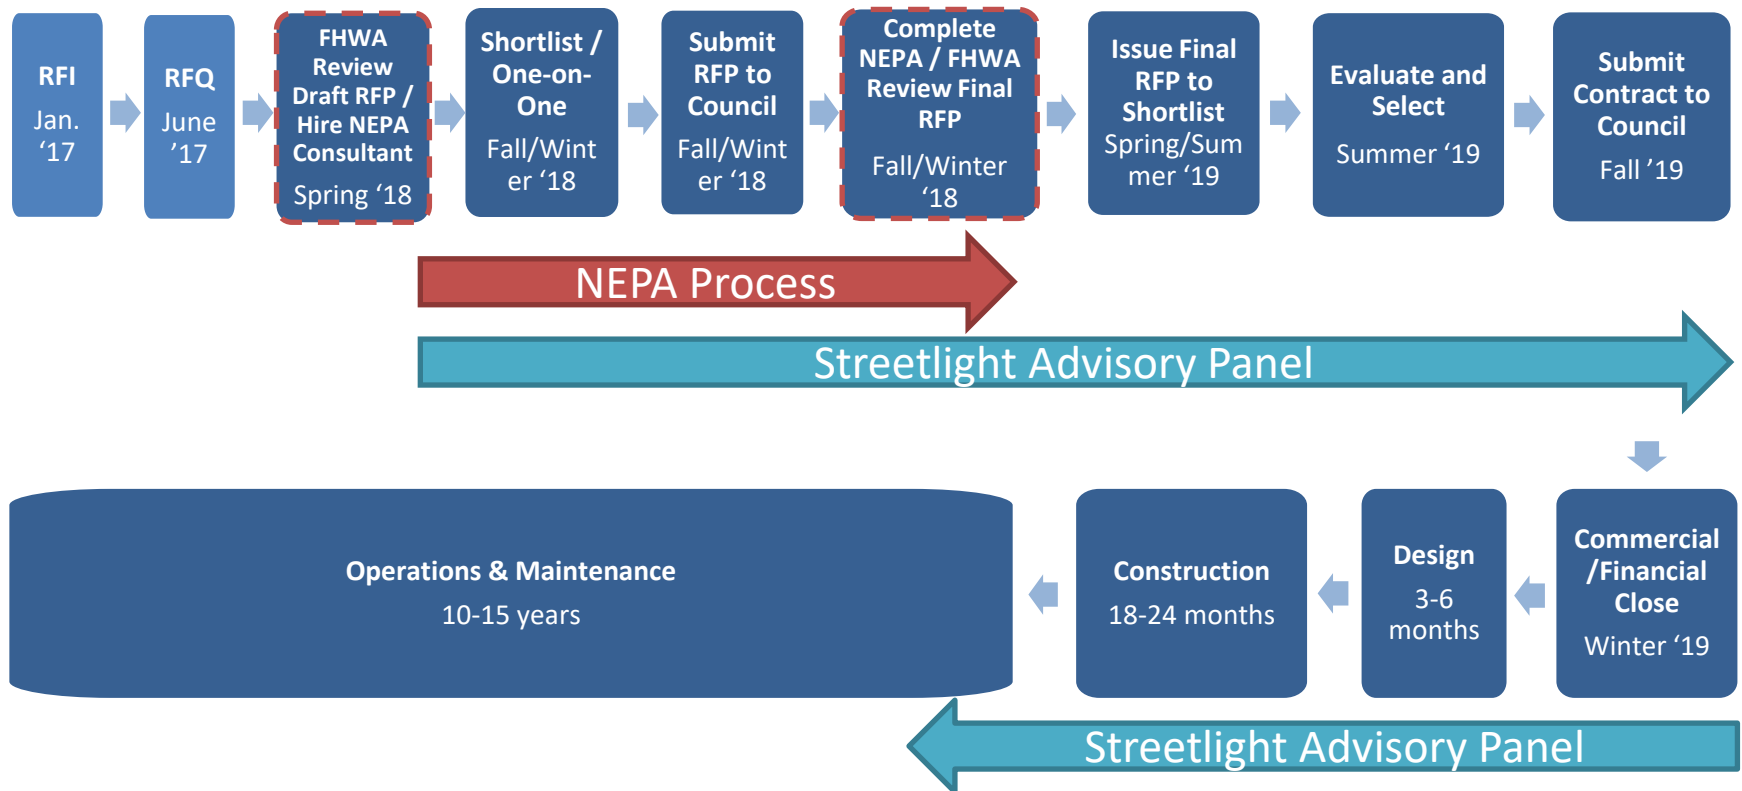 RFI
Jan.
‘17
RFQ
June
’17
FHWA
Review
Draft RFP /
Hire NEPA
Consultant
Spring ‘18
Shortlist /
One-on-
One
Fall/Wint
er ‘18
Submit
RFP to
Council
Fall/Wint
er ‘18
Complete
NEPA / FHWA
Review Final
RFP
Fall/Winter
‘18
Issue Final
RFP to
Shortlist
Spring/Sum
mer ‘19
Evaluate and
Select
Summer ‘19
Submit
Contract to
Council
Fall ‘19
NEPA Process
Streetlight Advisory Panel
Operations & Maintenance
10-15 years
Construction
18-24 months
Design
3-6
months
Commercial
/Financial
Close
Winter ‘19
Streetlight Advisory Panel